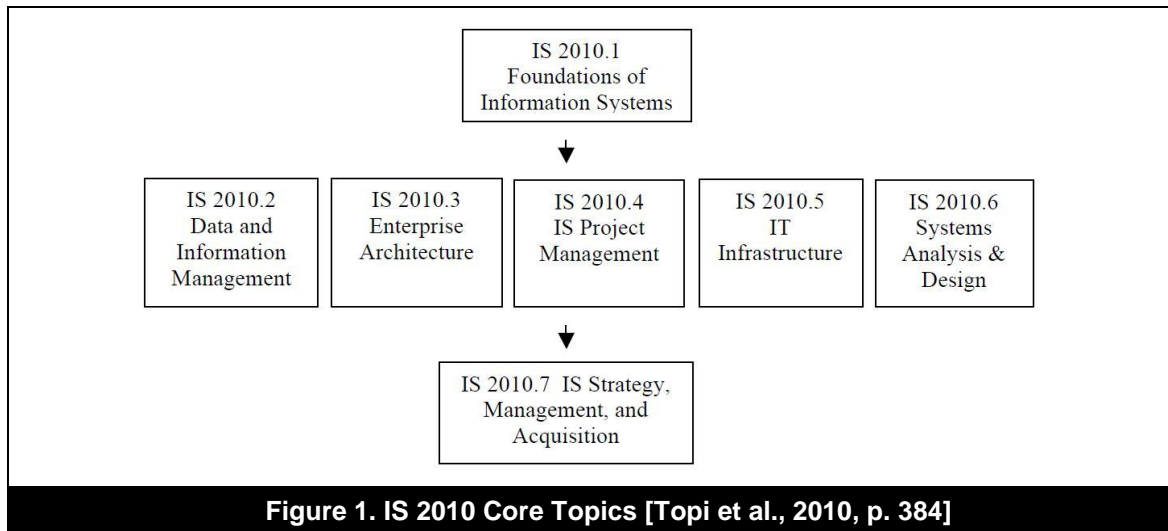 IS 2010.1
Foundations of
Information Systems
IS 2010.2
Data and
Information
Management
IS 2010.3
Enterprise
Architecture
IS 2010.4
IS Project
Management
IS 2010.5
IT
Infrastructure
IS 2010.6
Systems
Analysis &
Design
IS 2010.7 IS Strategy,
Management, and
Acquisition
Figure 1. IS 2010 Core Topics [Topi et al., 2010, p. 384]